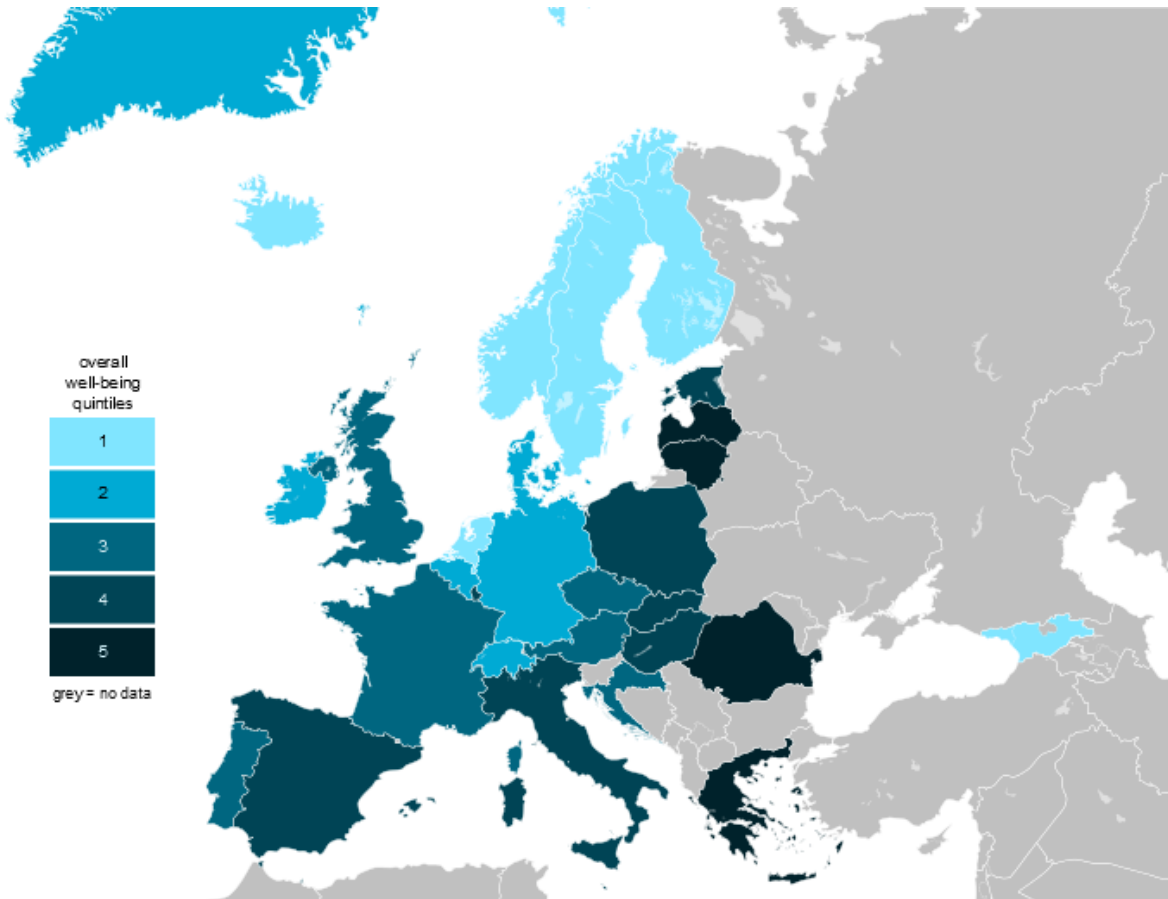 overall
well-being
quintiles
1
2
3
4
5
grey = no data